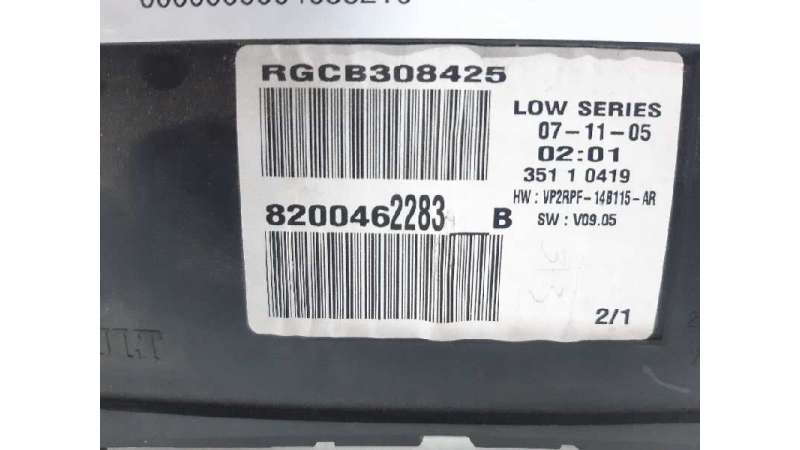 RGCB308425
LOW SERIES
07-11-05
02:01
351 1 0419
HW : VP2RPF-14B115-AR
SW : V09.05
8200462283 B
2/1